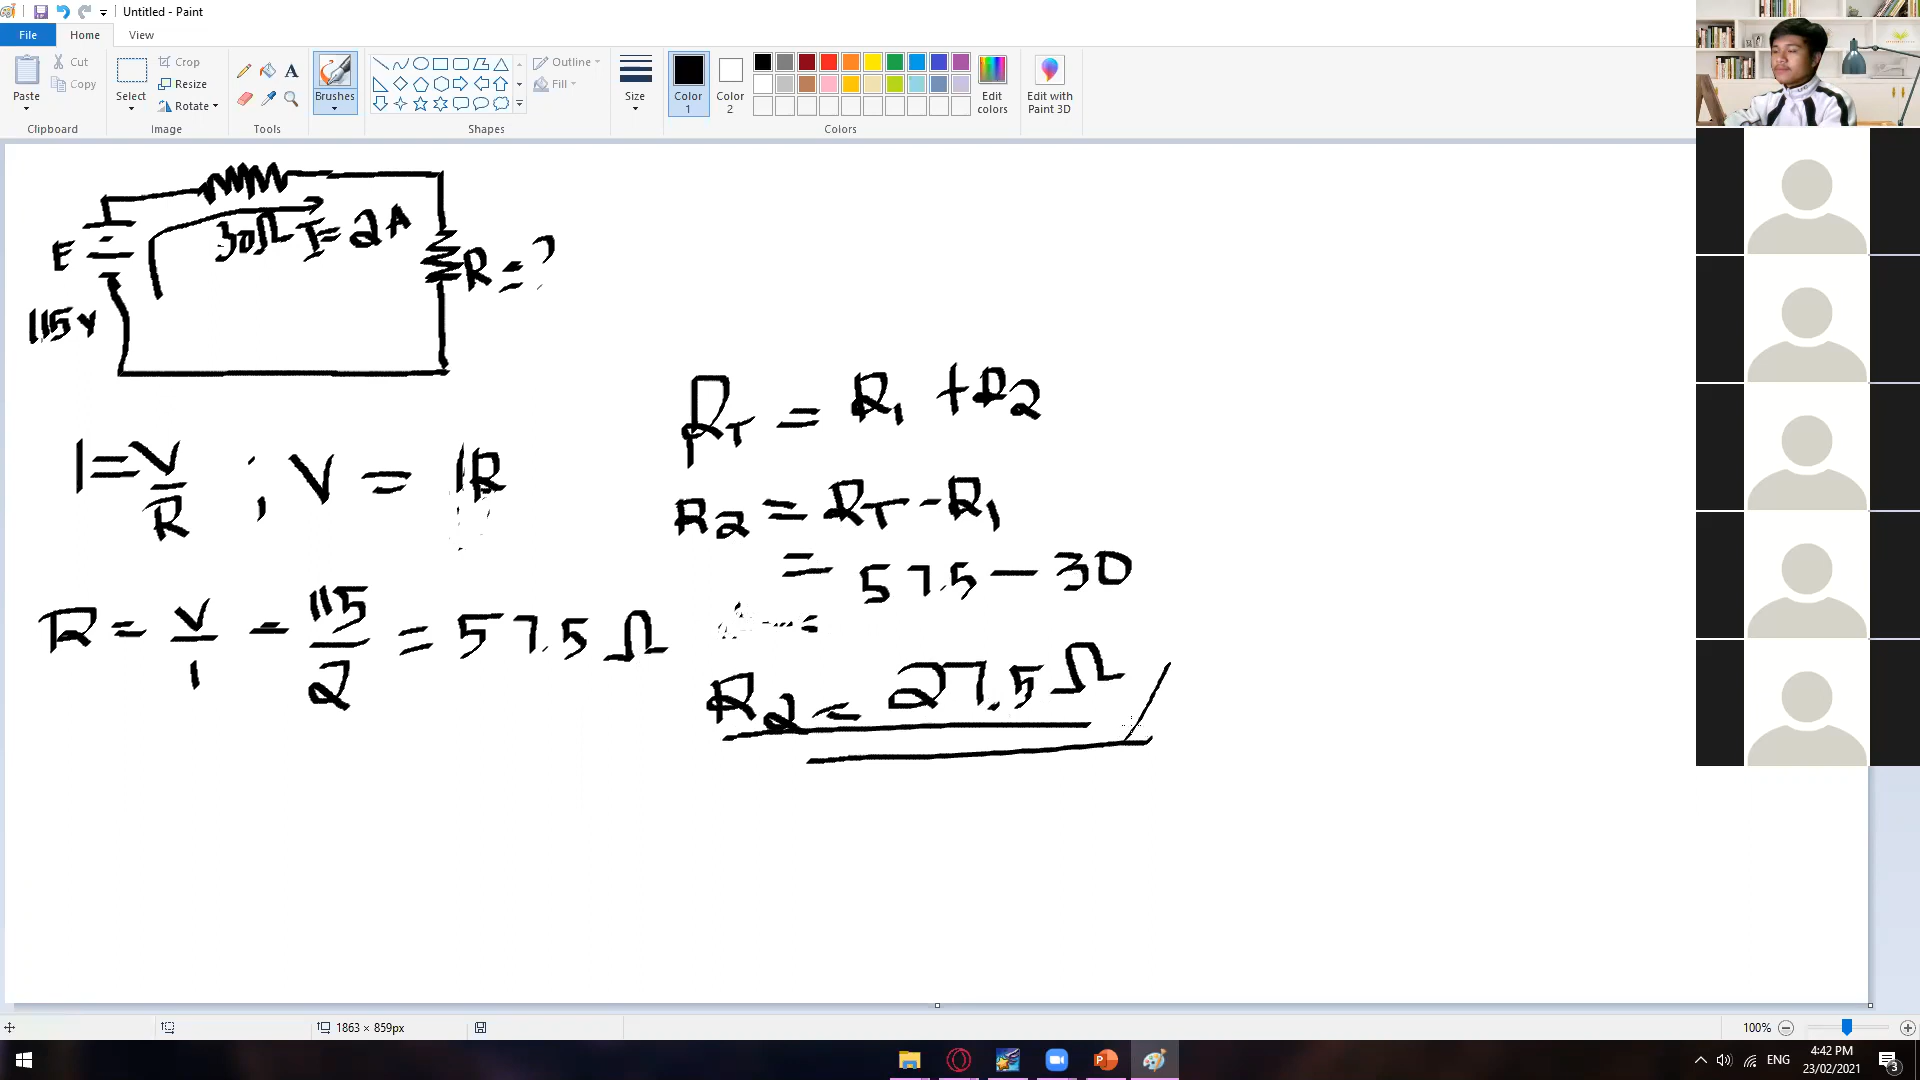 Untitled - Paint
File Home View
Paste Cut Copy
Clipboard
Select Crop Resize Rotate
Image
Tools
Brushes
Shapes
Outline Fill
Size
Color 1 Color 2
Edit colors
Colors
Edit with Paint 3D
30Ω I = 2A
E
115V
R = ?
I = V/R ; V = IR
R = V/I = 115/2 = 57.5 Ω
RT = R1 + R2
R2 = RT - R1
= 57.5 - 30
=
R2 = 27.5 Ω
1863 × 859px
100%
ENG
4:42 PM
23/02/2021
3